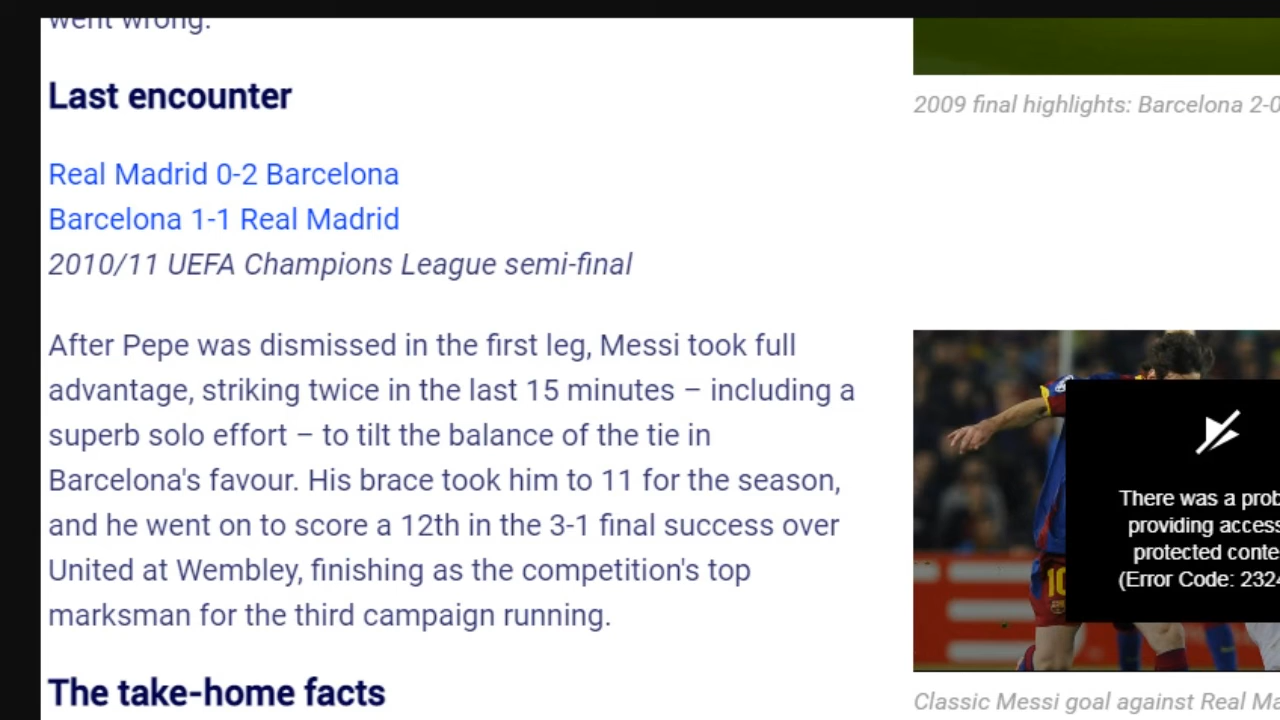 went wrong.
Last encounter
Real Madrid 0-2 Barcelona
Barcelona 1-1 Real Madrid
2010/11 UEFA Champions League semi-final
After Pepe was dismissed in the first leg, Messi took full
advantage, striking twice in the last 15 minutes – including a
superb solo effort – to tilt the balance of the tie in
Barcelona's favour. His brace took him to 11 for the season,
and he went on to score a 12th in the 3-1 final success over
United at Wembley, finishing as the competition's top
marksman for the third campaign running.
The take-home facts
2009 final highlights: Barcelona 2-0
There was a
providing access
protected
(Error Code:
10
Classic Messi goal against Real